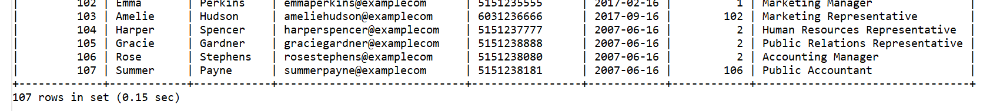 | 102 | Emma | Perkins | emmaperkins@examplecom | 5151235555 | 2017-02-16 | 1 | Marketing Manager |
| 103 | Amelie | Hudson | ameliehudson@examplecom | 6031236666 | 2017-09-16 | 102 | Marketing Representative |
| 104 | Harper | Spencer | harperspencer@examplecom | 5151237777 | 2007-06-16 | 2 | Human Resources Representative |
| 105 | Gracie | Gardner | graciegardner@examplecom | 5151238888 | 2007-06-16 | 2 | Public Relations Representative |
| 106 | Rose | Stephens | rosestephens@examplecom | 5151238080 | 2007-06-16 | 2 | Accounting Manager |
| 107 | Summer | Payne | summerpayne@examplecom | 5151238181 | 2007-06-16 | 106 | Public Accountant |
107 rows in set (0.15 sec)